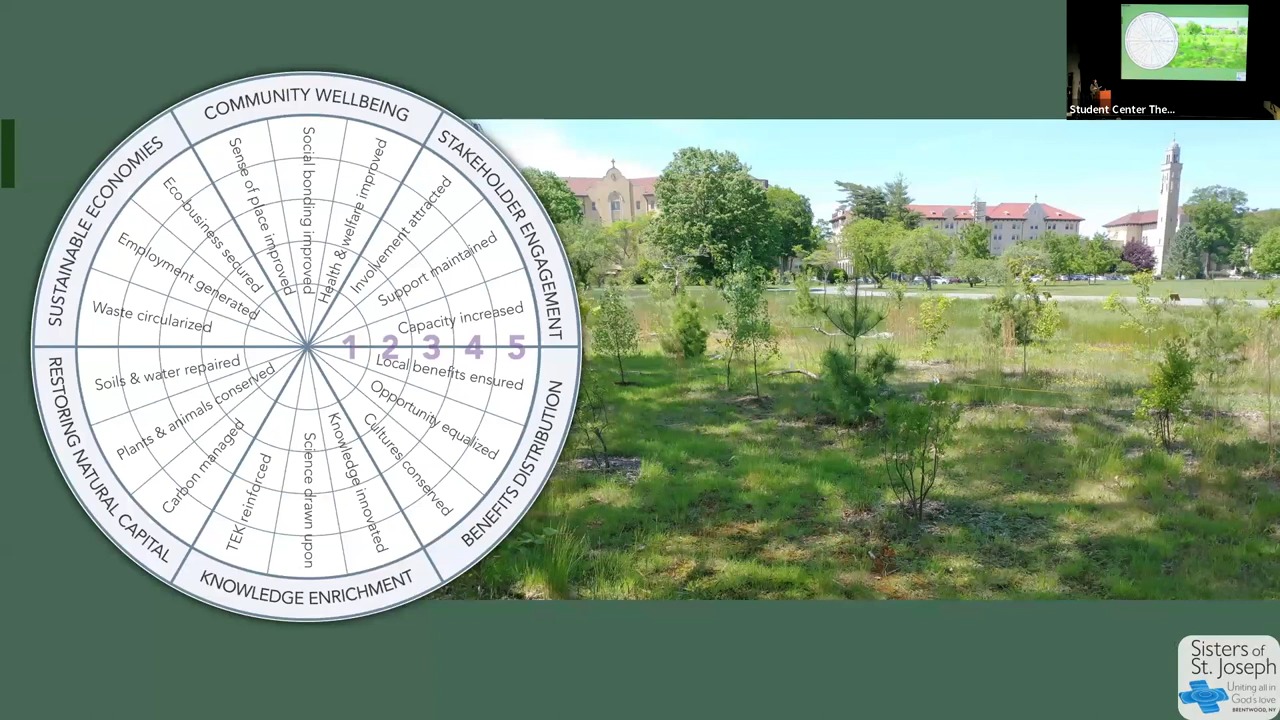 COMMUNITY WELLBEING
Sense of place improved
Social bonding improved
Health & welfare improved
STAKEHOLDER ENGAGEMENT
Involvement attracted
Support maintained
Capacity increased
1 2 3 4 5
BENEFITS DISTRIBUTION
Local benefits ensured
Opportunity equalized
Cultures conserved
KNOWLEDGE ENRICHMENT
Knowledge innovated
Science drawn upon
TEK reinforced
RESTORING NATURAL CAPITAL
Carbon managed
Plants & animals conserved
Soils & water repaired
SUSTAINABLE ECONOMIES
Waste circularized
Employment generated
Eco-business secured
Student Center The...
Sisters of
St. Joseph
Uniting all in
God's love
BRENTWOOD, NY